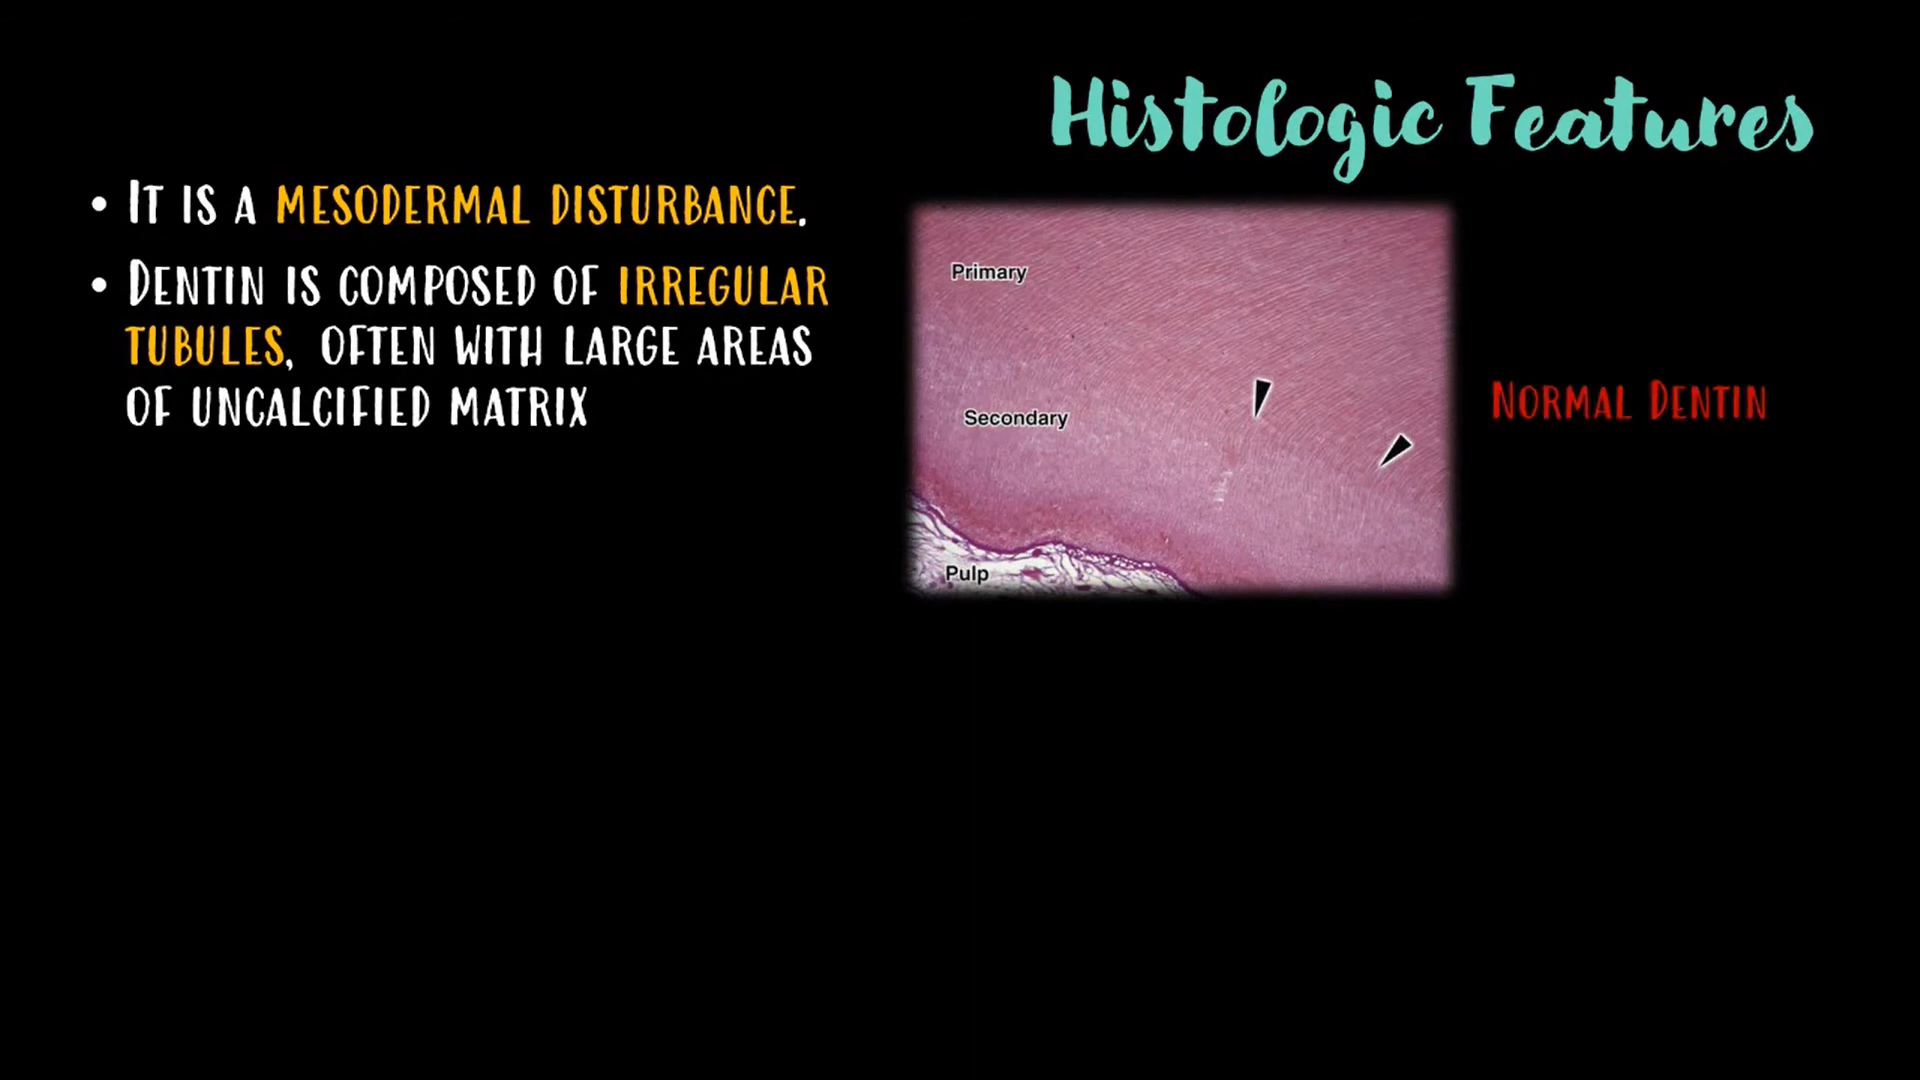 Histologic Features
• It is a mesodermal disturbance.
• Dentin is composed of irregular
tubules, often with large areas
of uncalcified matrix
Primary
Secondary
Pulp
Normal Dentin